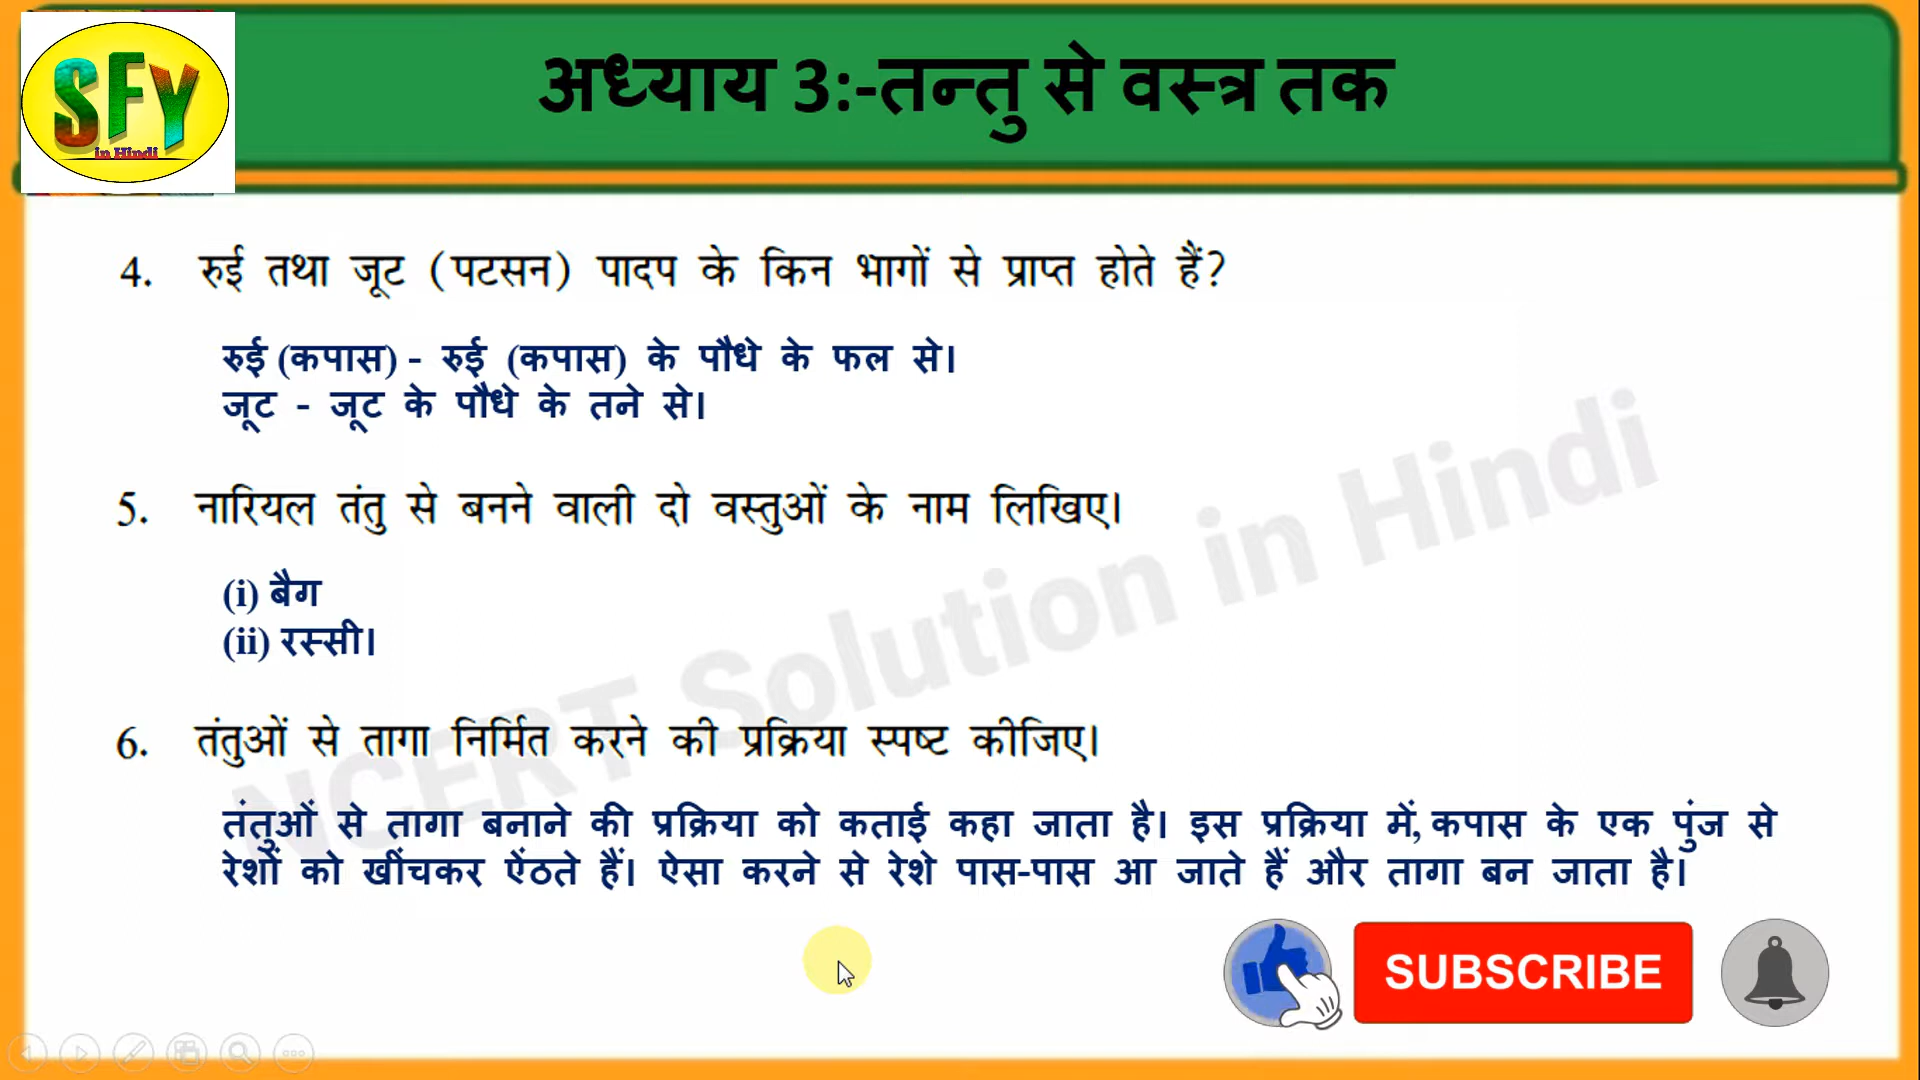 SFY
in Hindi
अध्याय 3:-तन्तु से वस्त्र तक
4. रुई तथा जूट (पटसन) पादप के किन भागों से प्राप्त होते हैं?
रुई (कपास) - रुई (कपास) के पौधे के फल से।
जूट - जूट के पौधे के तने से।
5. नारियल तंतु से बनने वाली दो वस्तुओं के नाम लिखिए।
(i) बैग
(ii) रस्सी।
6. तंतुओं से तागा निर्मित करने की प्रक्रिया स्पष्ट कीजिए।
तंतुओं से तागा बनाने की प्रक्रिया को कताई कहा जाता है। इस प्रक्रिया में, कपास के एक पुंज से
रेशों को खींचकर ऐंठते हैं। ऐसा करने से रेशे पास-पास आ जाते हैं और तागा बन जाता है।
NCERT Solution in Hindi
SUBSCRIBE